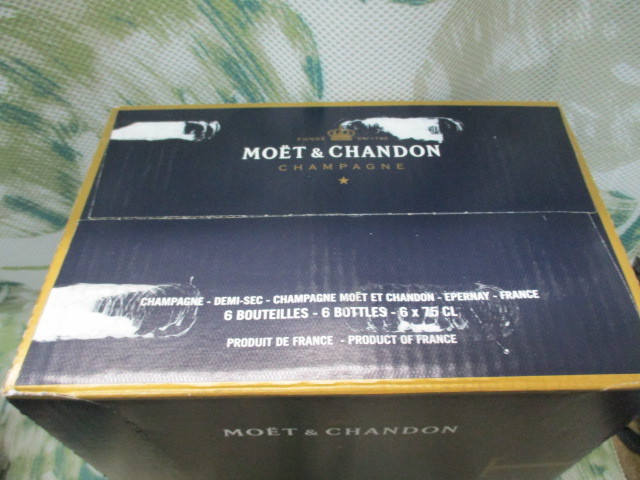 MOËT & CHANDON
CHAMPAGNE
CHAMPAGNE - DEMI-SEC - CHAMPAGNE MOËT ET CHANDON - EPERNAY - FRANCE
6 BOUTEILLES - 6 BOTTLES - 6 x 75 CL
PRODUIT DE FRANCE - PRODUCT OF FRANCE
MOËT & CHANDON